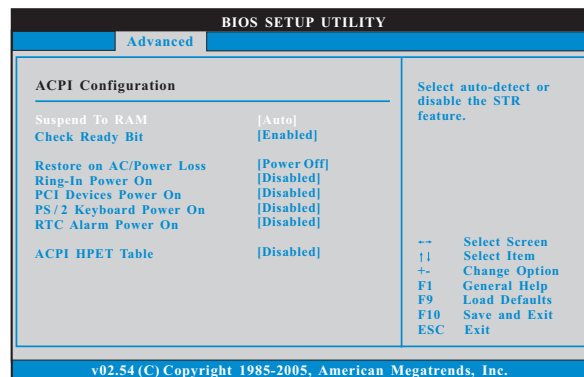 BIOS SETUP UTILITY
Advanced
ACPI Configuration
Suspend To RAM [Auto]
Check Ready Bit [Enabled]
Restore on AC/Power Loss [Power Off]
Ring-In Power On [Disabled]
PCI Devices Power On [Disabled]
PS/2 Keyboard Power On [Disabled]
RTC Alarm Power On [Disabled]
ACPI HPET Table [Disabled]
Select auto-detect or
disable the STR
feature.
←→ Select Screen
↑↓ Select Item
+- Change Option
F1 General Help
F9 Load Defaults
F10 Save and Exit
ESC Exit
v02.54 (C) Copyright 1985-2005, American Megatrends, Inc.